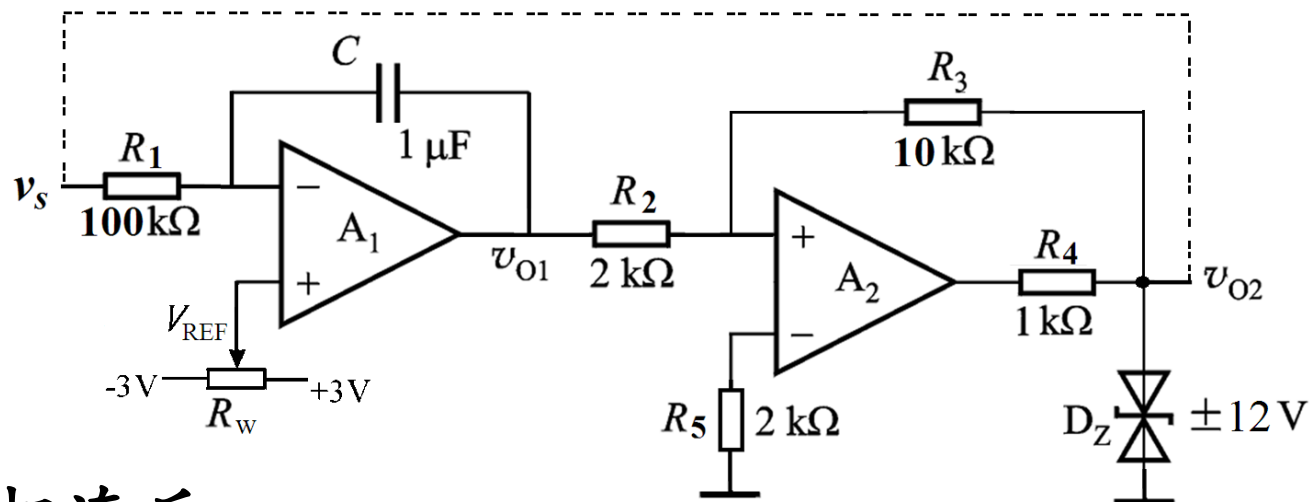 C
1 μF
R3
10 kΩ
R1
vs
100kΩ
−
A1
+
vO1
R2
2 kΩ
+
A2
−
R4
1 kΩ
vO2
VREF
-3V
+3V
Rw
R5
2 kΩ
DZ
±12 V